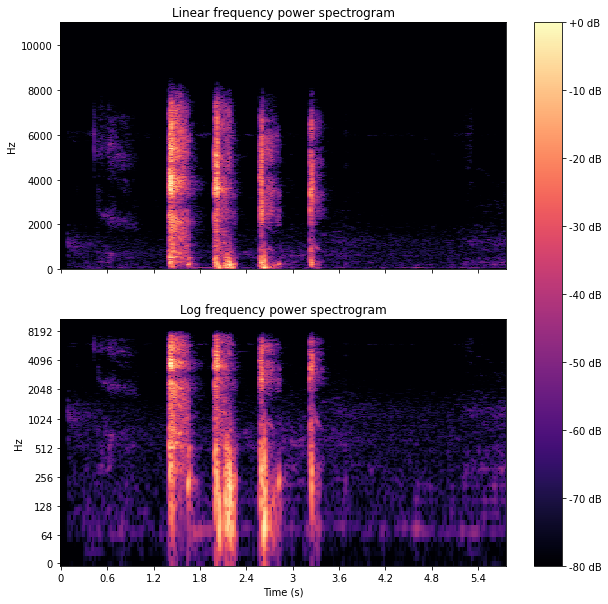 Linear frequency power spectrogram
10000
8000
6000
4000
2000
0
Hz
+0 dB
-10 dB
-20 dB
-30 dB
-40 dB
-50 dB
-60 dB
-70 dB
-80 dB
Log frequency power spectrogram
8192
4096
2048
1024
512
256
128
64
0
Hz
0 0.6 1.2 1.8 2.4 3 3.6 4.2 4.8 5.4
Time (s)